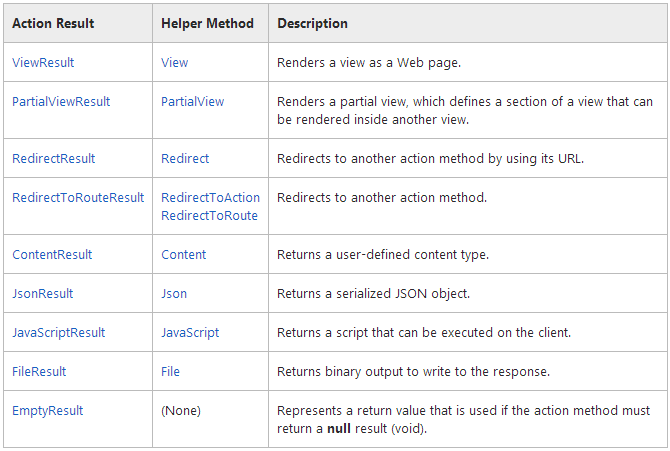 Action Result Helper Method Description
ViewResult View Renders a view as a Web page.
PartialViewResult PartialView Renders a partial view, which defines a section of a view that can
be rendered inside another view.
RedirectResult Redirect Redirects to another action method by using its URL.
RedirectToRouteResult RedirectToAction Redirects to another action method.
RedirectToRoute
ContentResult Content Returns a user-defined content type.
JsonResult Json Returns a serialized JSON object.
JavaScriptResult JavaScript Returns a script that can be executed on the client.
FileResult File Returns binary output to write to the response.
EmptyResult (None) Represents a return value that is used if the action method must
return a null result (void).